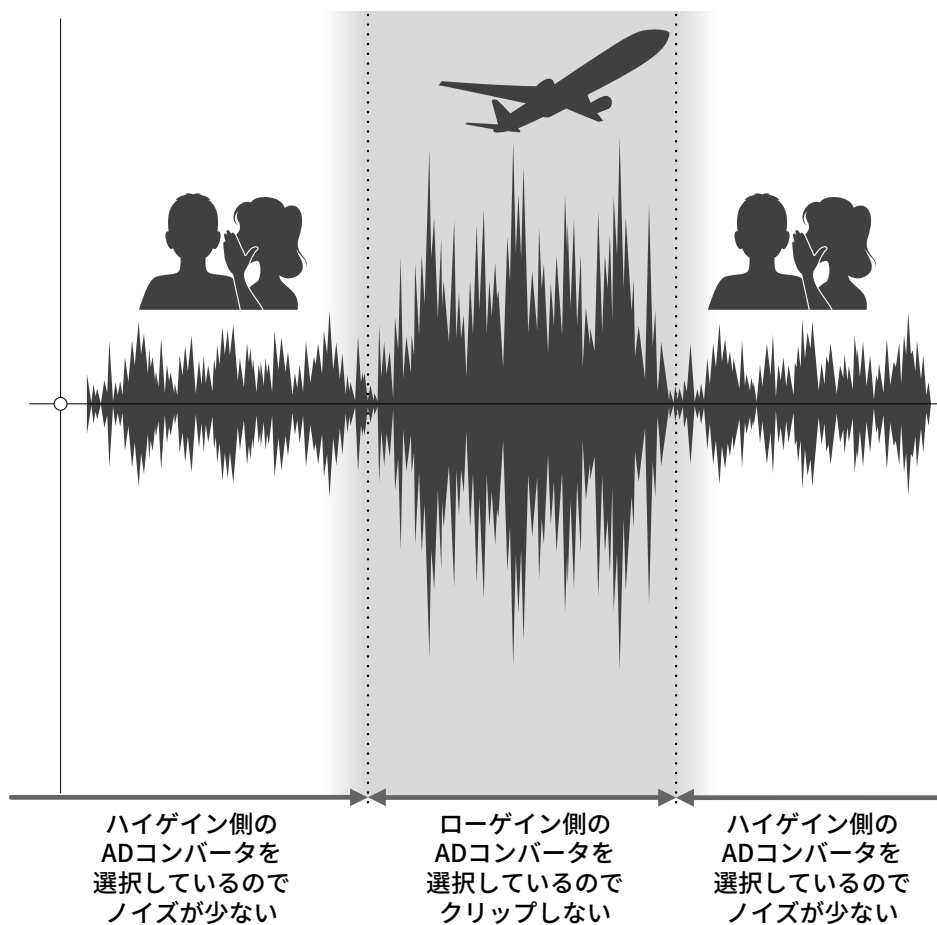 ハイゲイン側の
ADコンバータを
選択しているので
ノイズが少ない
ローゲイン側の
ADコンバータを
選択しているので
クリップしない
ハイゲイン側の
ADコンバータを
選択しているので
ノイズが少ない